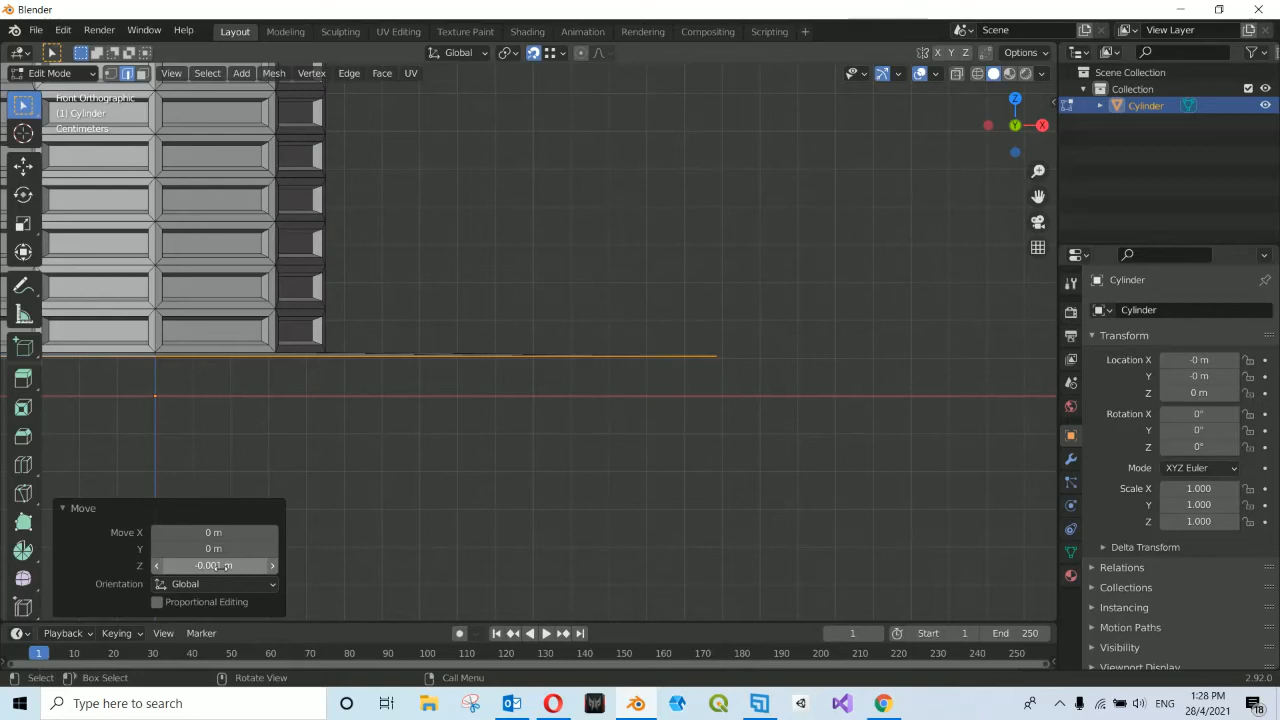 Blender
File Edit Render Window Help Layout Modeling Sculpting UV Editing Texture Paint Shading Animation Rendering Compositing Scripting + Scene View Layer
Global X Y Z Options
Edit Mode View Select Add Mesh Vertex Edge Face UV Scene Collection
Collection
Front Orthographic
(1) Cylinder
Centimeters
Z
Y
X
Cylinder
Cylinder
Cylinder
Transform
Location X -0 m
Y -0 m
Z 0 m
Rotation X 0°
Y 0°
Z 0°
Mode XYZ Euler
Scale X 1.000
Y 1.000
Z 1.000
Delta Transform
Relations
Collections
Instancing
Motion Paths
Visibility
Viewport Display
Move
Move X 0 m
Y 0 m
Z -0.001 m
Orientation Global
Proportional Editing
Playback Keying View Marker 1 Start 1 End 250
1 10 20 30 40 50 60 70 80 90 100 110 120 130 140 150 160 170 180 190 200 210 220 230 240 250
Select Box Select Rotate View Call Menu 2.92.0
Type here to search ENG 1:28 PM
28/4/2021 18